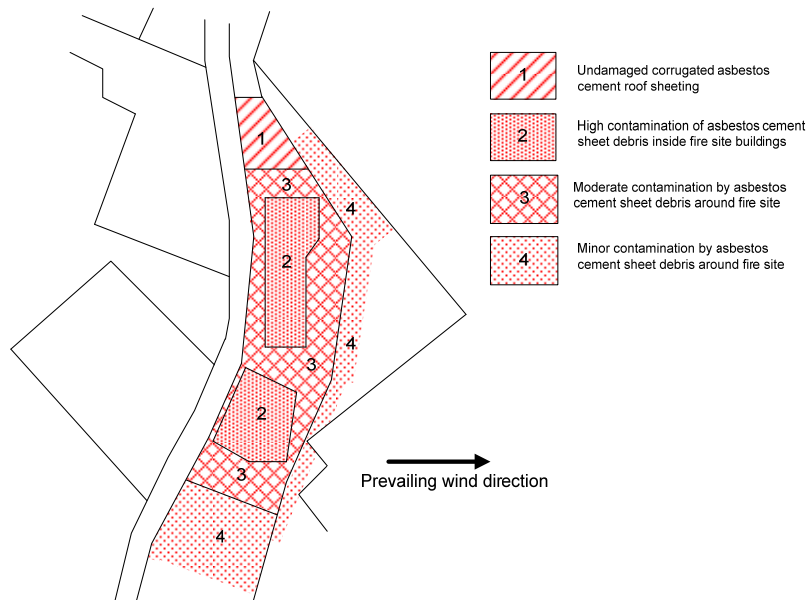 1
Undamaged corrugated asbestos
cement roof sheeting
2
High contamination of asbestos cement
sheet debris inside fire site buildings
3
Moderate contamination by asbestos
cement sheet debris around fire site
4
Minor contamination by asbestos
cement sheet debris around fire site
1
3
4
2
4
3
2
3
4
Prevailing wind direction